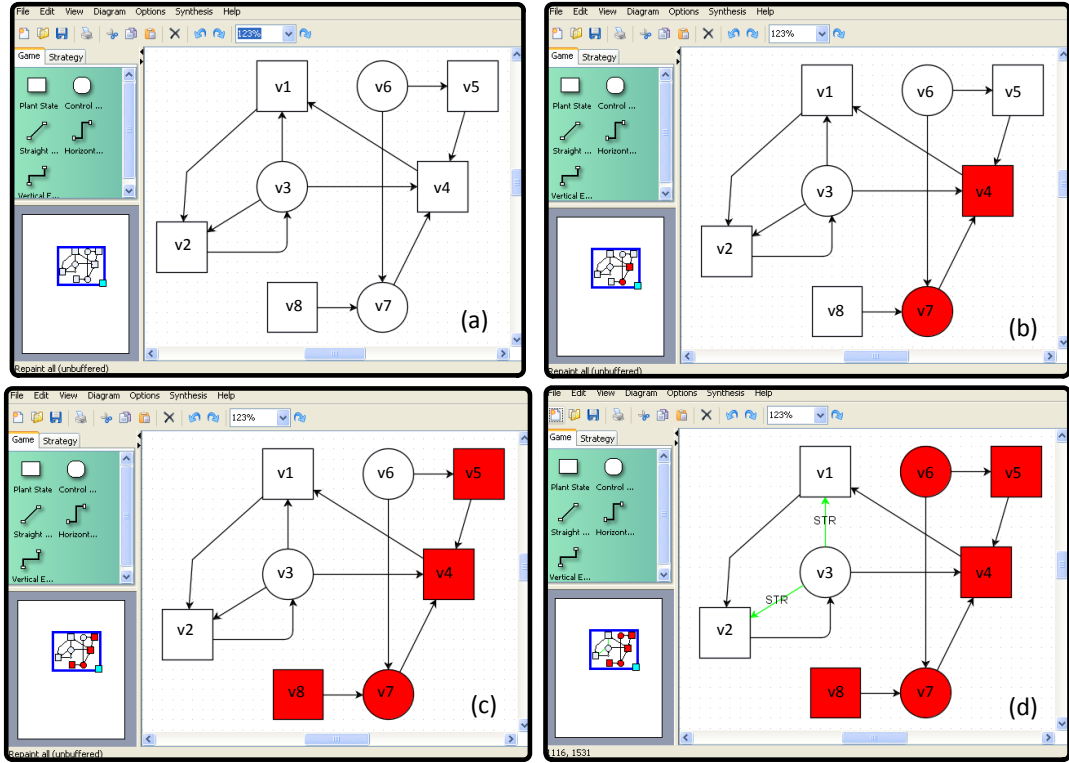 File Edit View Diagram Options Synthesis Help
123%
Game Strategy
Plant State Control ...
Straight ... Horizont...
Vertical E...
v1 v6 v5
v3 v4
v2
v8 v7
(a)
Repaint all (unbuffered)
File Edit View Diagram Options Synthesis Help
123%
Game Strategy
Plant State Control ...
Straight ... Horizont...
Vertical E...
v1 v6 v5
v3 v4
v2
v8 v7
(b)
Repaint all (unbuffered)
File Edit View Diagram Options Synthesis Help
123%
Game Strategy
Plant State Control ...
Straight ... Horizont...
Vertical E...
v1 v6 v5
v3 v4
v2
v8 v7
(c)
Repaint all (unbuffered)
File Edit View Diagram Options Synthesis Help
123%
Game Strategy
Plant State Control ...
Straight ... Horizont...
Vertical E...
v1 v6 v5
STR
v3 v4
STR
v2
v8 v7
(d)
1116, 1531